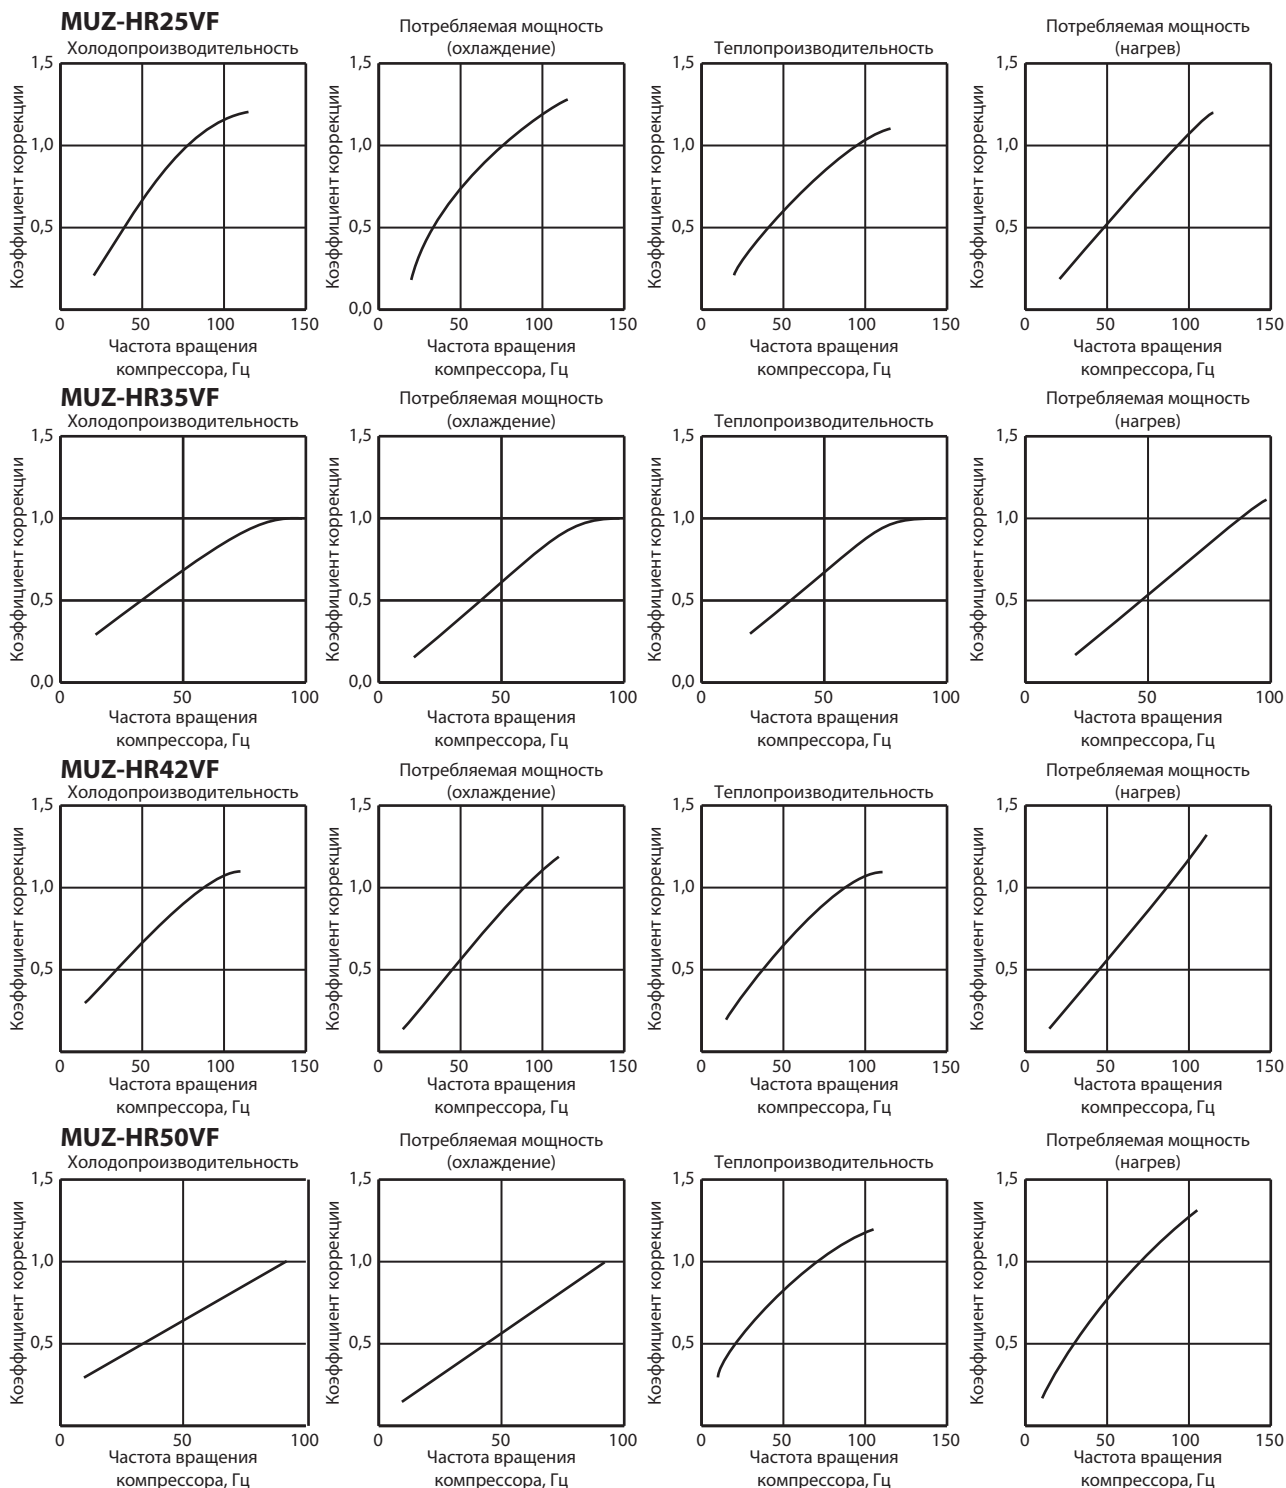 MUZ-HR25VF
Холодопроизводительность
Потребляемая мощность
(охлаждение)
Теплопроизводительность
Потребляемая мощность
(нагрев)
Коэффициент коррекции
1,5
1,0
0,5
0
50
100
150
Частота вращения
компрессора, Гц
Коэффициент коррекции
1,5
1,0
0,5
0,0
0
50
100
150
Частота вращения
компрессора, Гц
Коэффициент коррекции
1,5
1,0
0,5
0
50
100
150
Частота вращения
компрессора, Гц
Коэффициент коррекции
1,5
1,0
0,5
0
50
100
150
Частота вращения
компрессора, Гц
MUZ-HR35VF
Холодопроизводительность
Потребляемая мощность
(охлаждение)
Теплопроизводительность
Потребляемая мощность
(нагрев)
Коэффициент коррекции
1,5
1,0
0,5
0,0
0
50
100
Частота вращения
компрессора, Гц
Коэффициент коррекции
1,5
1,0
0,5
0,0
0
50
100
Частота вращения
компрессора, Гц
Коэффициент коррекции
1,5
1,0
0,5
0,0
0
50
100
Частота вращения
компрессора, Гц
Коэффициент коррекции
1,5
1,0
0,5
0
50
100
Частота вращения
компрессора, Гц
MUZ-HR42VF
Холодопроизводительность
Потребляемая мощность
(охлаждение)
Теплопроизводительность
Потребляемая мощность
(нагрев)
Коэффициент коррекции
1,5
1,0
0,5
0
50
100
150
Частота вращения
компрессора, Гц
Коэффициент коррекции
1,5
1,0
0,5
0
50
100
150
Частота вращения
компрессора, Гц
Коэффициент коррекции
1,5
1,0
0,5
0
50
100
150
Частота вращения
компрессора, Гц
Коэффициент коррекции
1,5
1,0
0,5
0
50
100
150
Частота вращения
компрессора, Гц
MUZ-HR50VF
Холодопроизводительность
Потребляемая мощность
(охлаждение)
Теплопроизводительность
Потребляемая мощность
(нагрев)
Коэффициент коррекции
1,5
1,0
0,5
0
50
100
Частота вращения
компрессора, Гц
Коэффициент коррекции
1,5
1,0
0,5
0
50
100
Частота вращения
компрессора, Гц
Коэффициент коррекции
1,5
1,0
0,5
0
50
100
150
Частота вращения
компрессора, Гц
Коэффициент коррекции
1,5
1,0
0,5
0
50
100
150
Частота вращения
компрессора, Гц